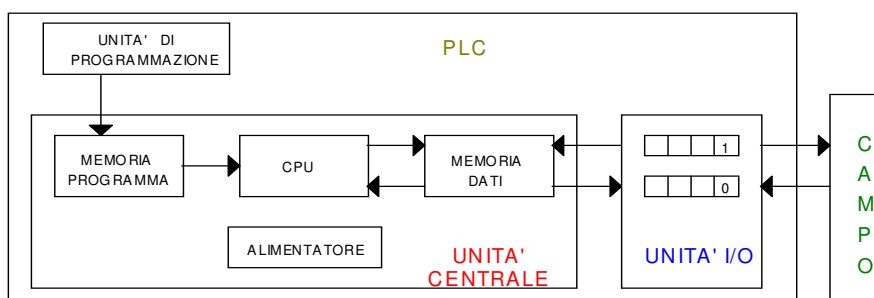 UNITA' DI
PROGRAMMAZIONE
PLC
MEMORIA
PROGRAMMA
CPU
MEMORIA
DATI
1
0
ALIMENTATORE
UNITA'
CENTRALE
UNITA' I/O
C
A
M
P
O